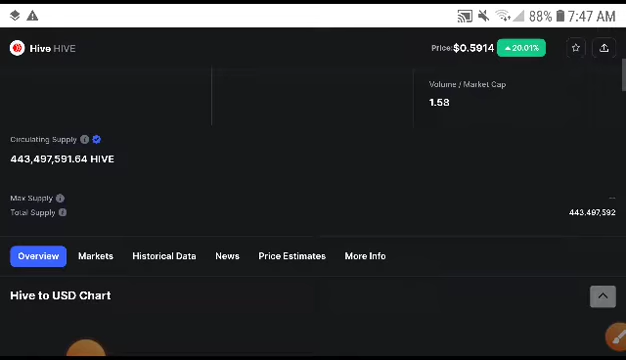 88% 7:47 AM
Hive HIVE Price:$0.5914 20.01%
Volume / Market Cap
1.58
Circulating Supply
443,497,591.64 HIVE
Max Supply --
Total Supply 443,497,592
Overview Markets Historical Data News Price Estimates More Info
Hive to USD Chart